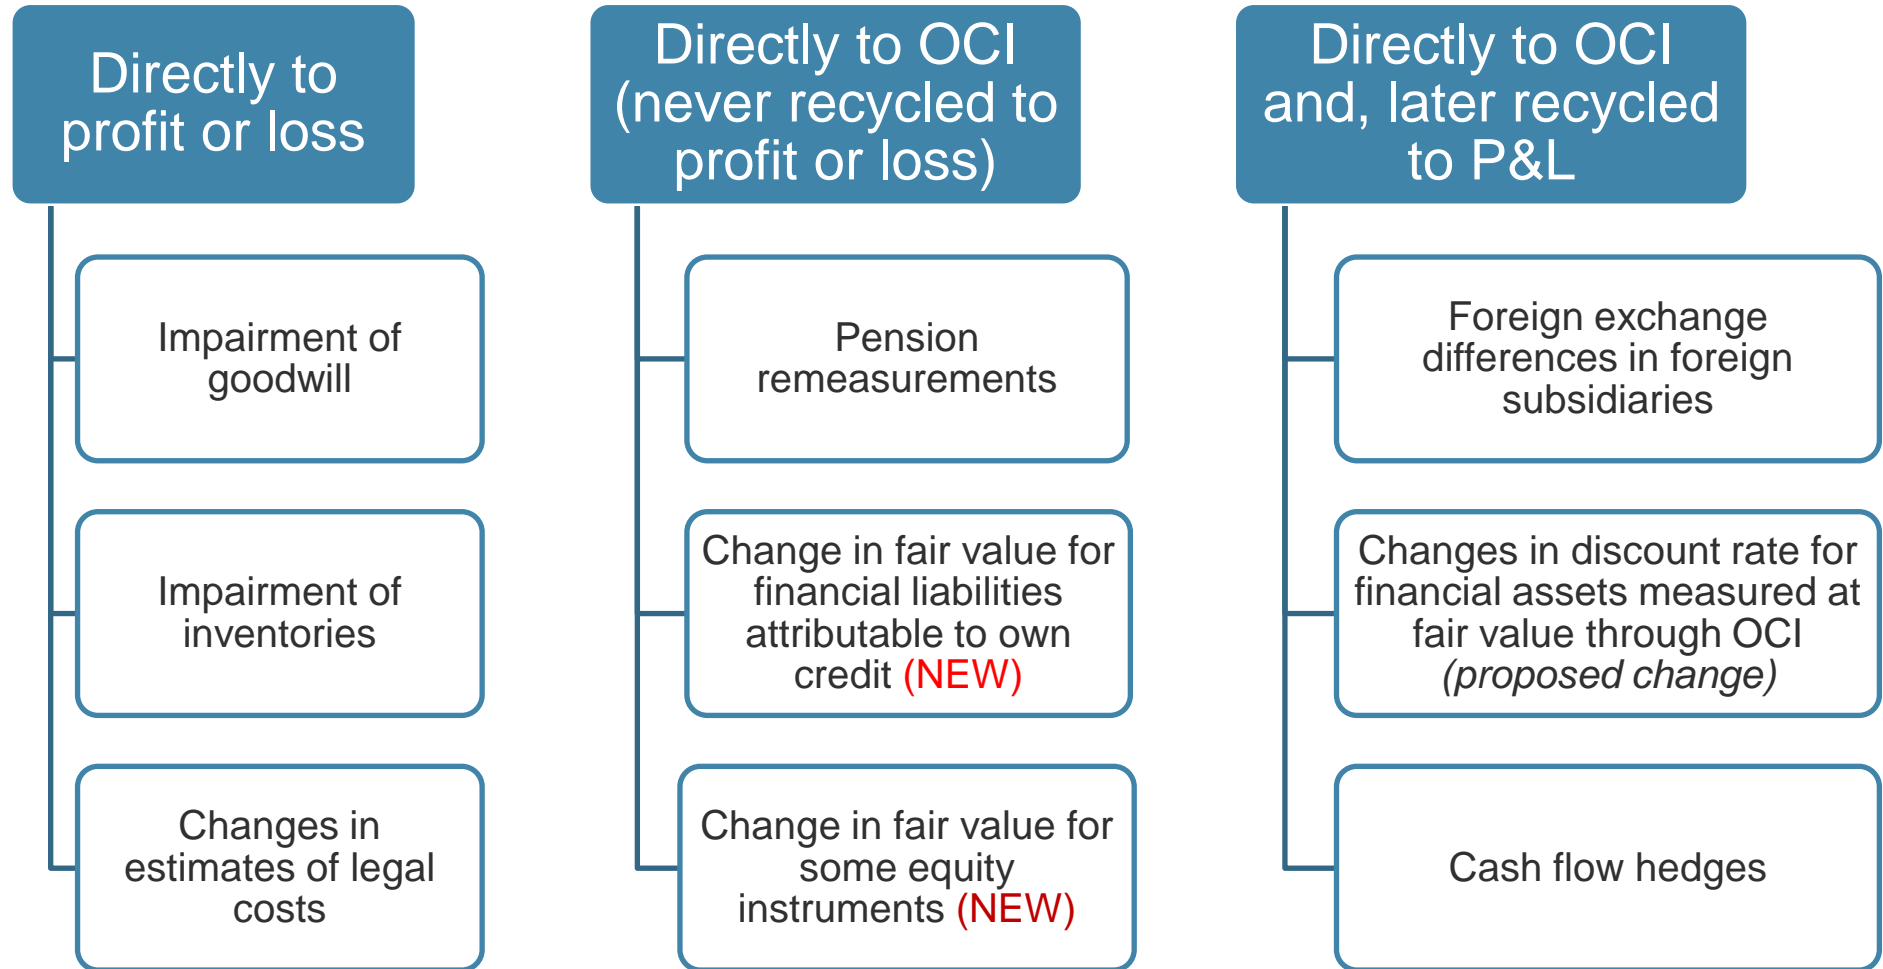 Directly to
profit or loss
Impairment of
goodwill
Impairment of
inventories
Changes in
estimates of legal
costs
Directly to OCI
(never recycled to
profit or loss)
Pension
remeasurements
Change in fair value for
financial liabilities
attributable to own
credit (NEW)
Change in fair value for
some equity
instruments (NEW)
Directly to OCI
and, later recycled
to P&L
Foreign exchange
differences in foreign
subsidiaries
Changes in discount rate for
financial assets measured at
fair value through OCI
(proposed change)
Cash flow hedges